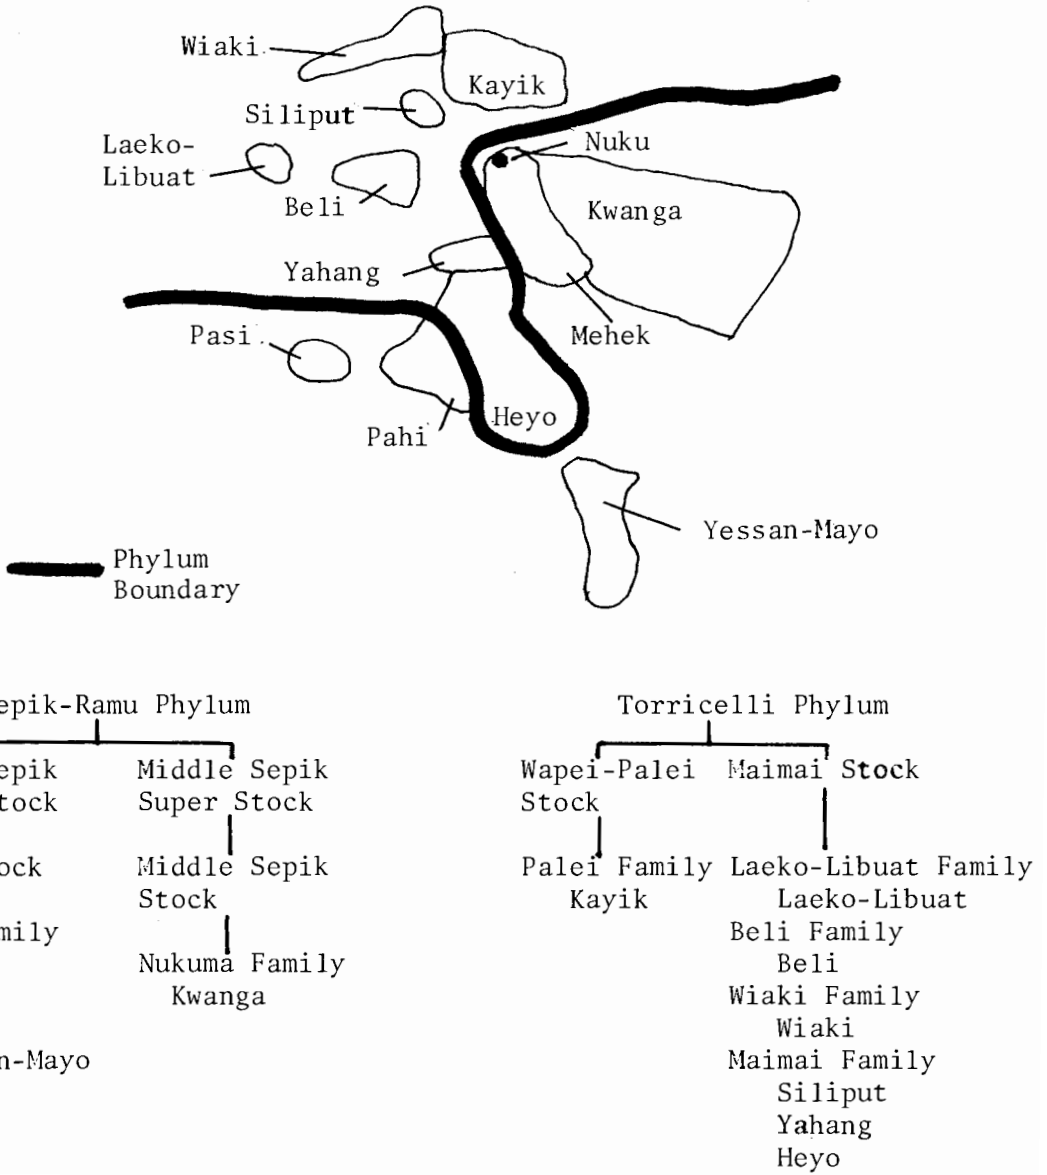 Wiaki
Kayik
Siliput
Laeko-
Libuat
Nuku
Beli
Kwanga
Yahang
Pasi
Mehek
Pahi
Heyo
Yessan-Mayo
Phylum
Boundary
epik-Ramu Phylum
Torricelli Phylum
epik
tock
Middle Sepik
Super Stock
Wapei-Palei
Stock
Maimai Stock
ock
Middle Sepik
Stock
Palei Family
Kayik
Laeko-Libuat Family
Laeko-Libuat
mily
Beli Family
Beli
Nukuma Family
Kwanga
Wiaki Family
Wiaki
n-Mayo
Maimai Family
Siliput
Yahang
Heyo